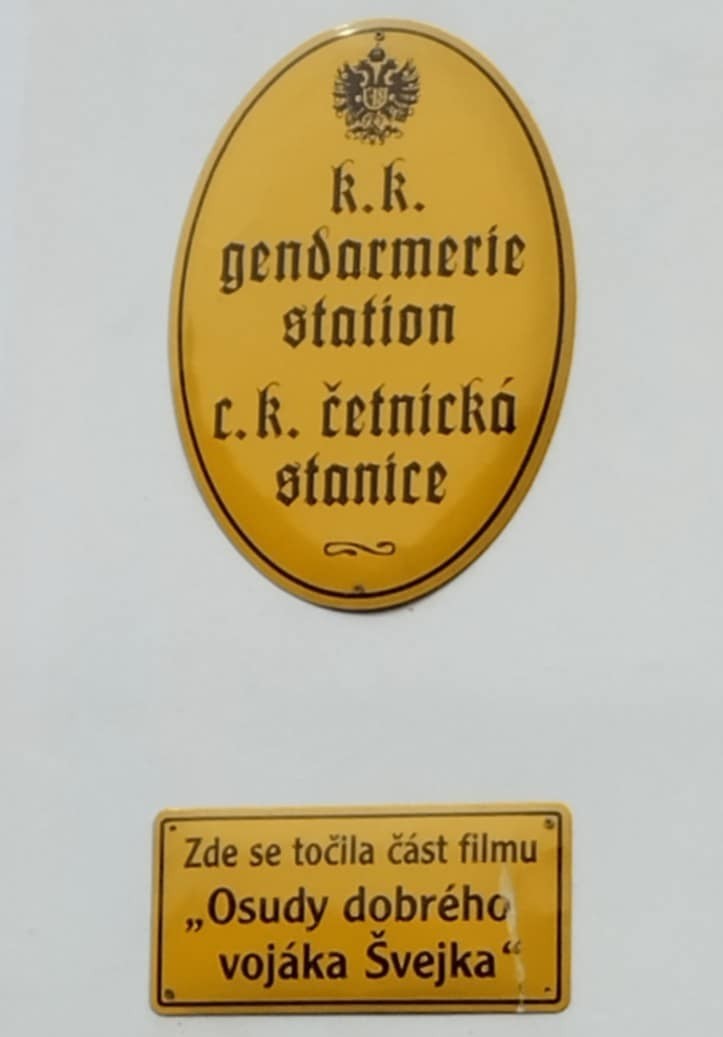 k.k.
gendarmerie
station
c.k. četnická
stanice
Zde se točila část filmu
„Osudy dobrého
vojáka Švejka“